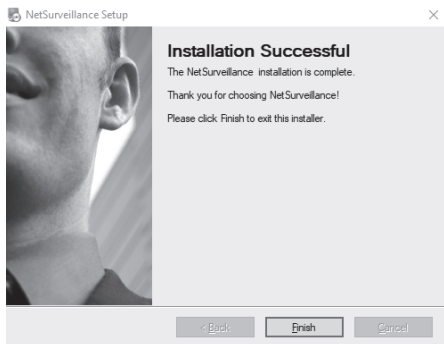 NetSurveillance Setup
Installation Successful
The NetSurveillance installation is complete.
Thank you for choosing NetSurveillance!
Please click Finish to exit this installer.
< Back Finish Cancel